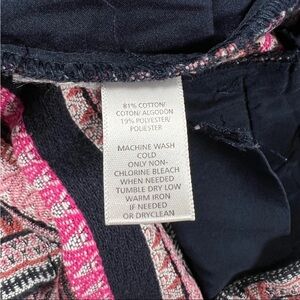 81% COTTON/
COTON/ ALGODON
19% POLYESTER/
POLIESTER
MACHINE WASH
COLD
ONLY NON-
CHLORINE BLEACH
WHEN NEEDED
TUMBLE DRY LOW
WARM IRON
IF NEEDED
OR DRYCLEAN